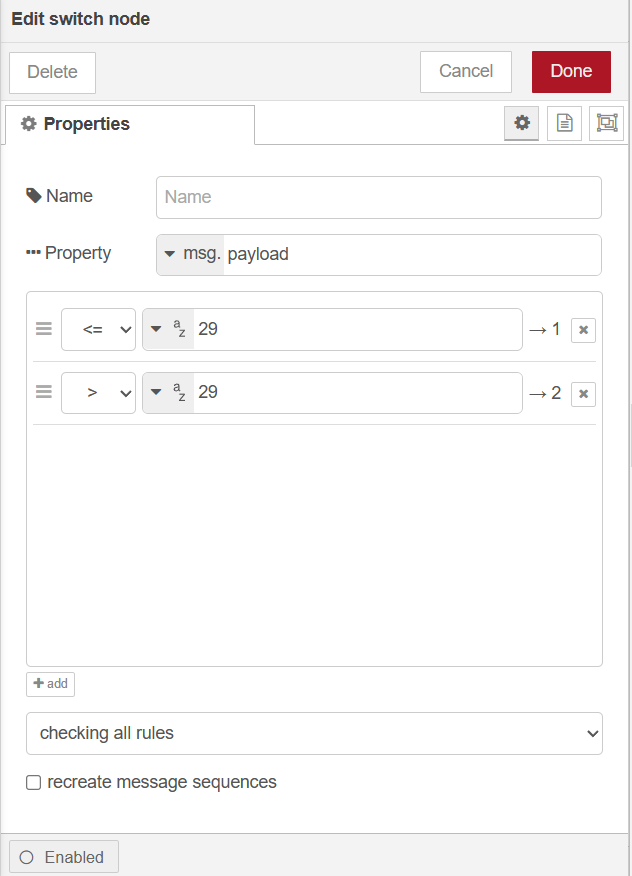 Edit switch node
Delete Cancel Done
Properties
Name Name
Property msg. payload
<= az 29 → 1
> az 29 → 2
add
checking all rules
recreate message sequences
Enabled